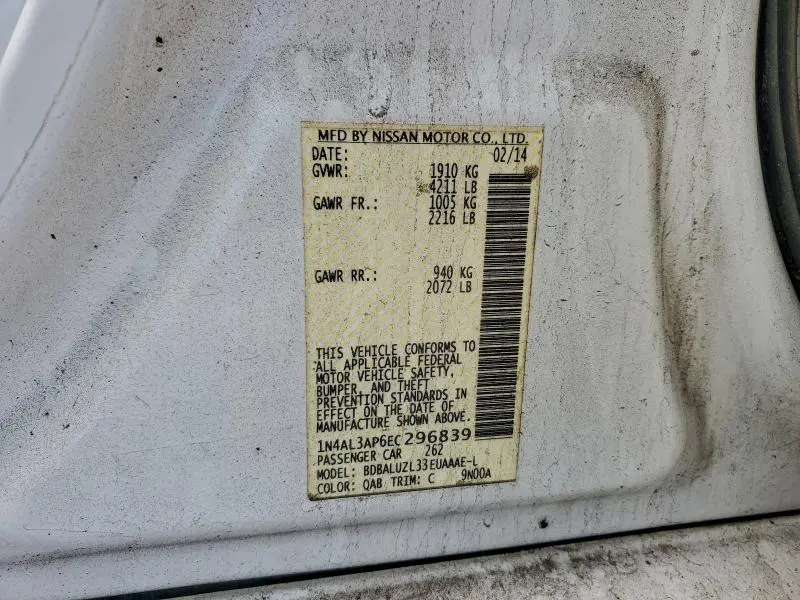 MFD BY NISSAN MOTOR CO., LTD.
DATE: 02/14
GVWR: 1910 KG
4211 LB
GAWR FR.: 1005 KG
2216 LB
GAWR RR.: 940 KG
2072 LB
THIS VEHICLE CONFORMS TO
ALL APPLICABLE FEDERAL
MOTOR VEHICLE SAFETY,
BUMPER, AND THEFT
PREVENTION STANDARDS IN
EFFECT ON THE DATE OF
MANUFACTURE SHOWN ABOVE.
1N4AL3AP6EC296839
PASSENGER CAR 262
MODEL: BDBALUZL33EUAAAE-L
COLOR: QAB TRIM: C 9N00A